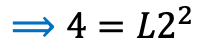 ⟹ 4 = L2²